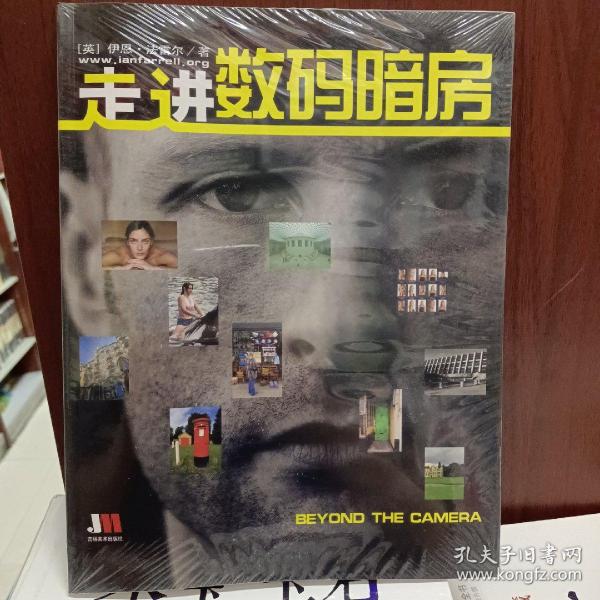 [英] 伊恩·法雷尔/著
www.ianfarrell.org
走进数码暗房
BEYOND THE CAMERA
JM
吉林美术出版社
孔夫子旧书网
www.kongfz.com